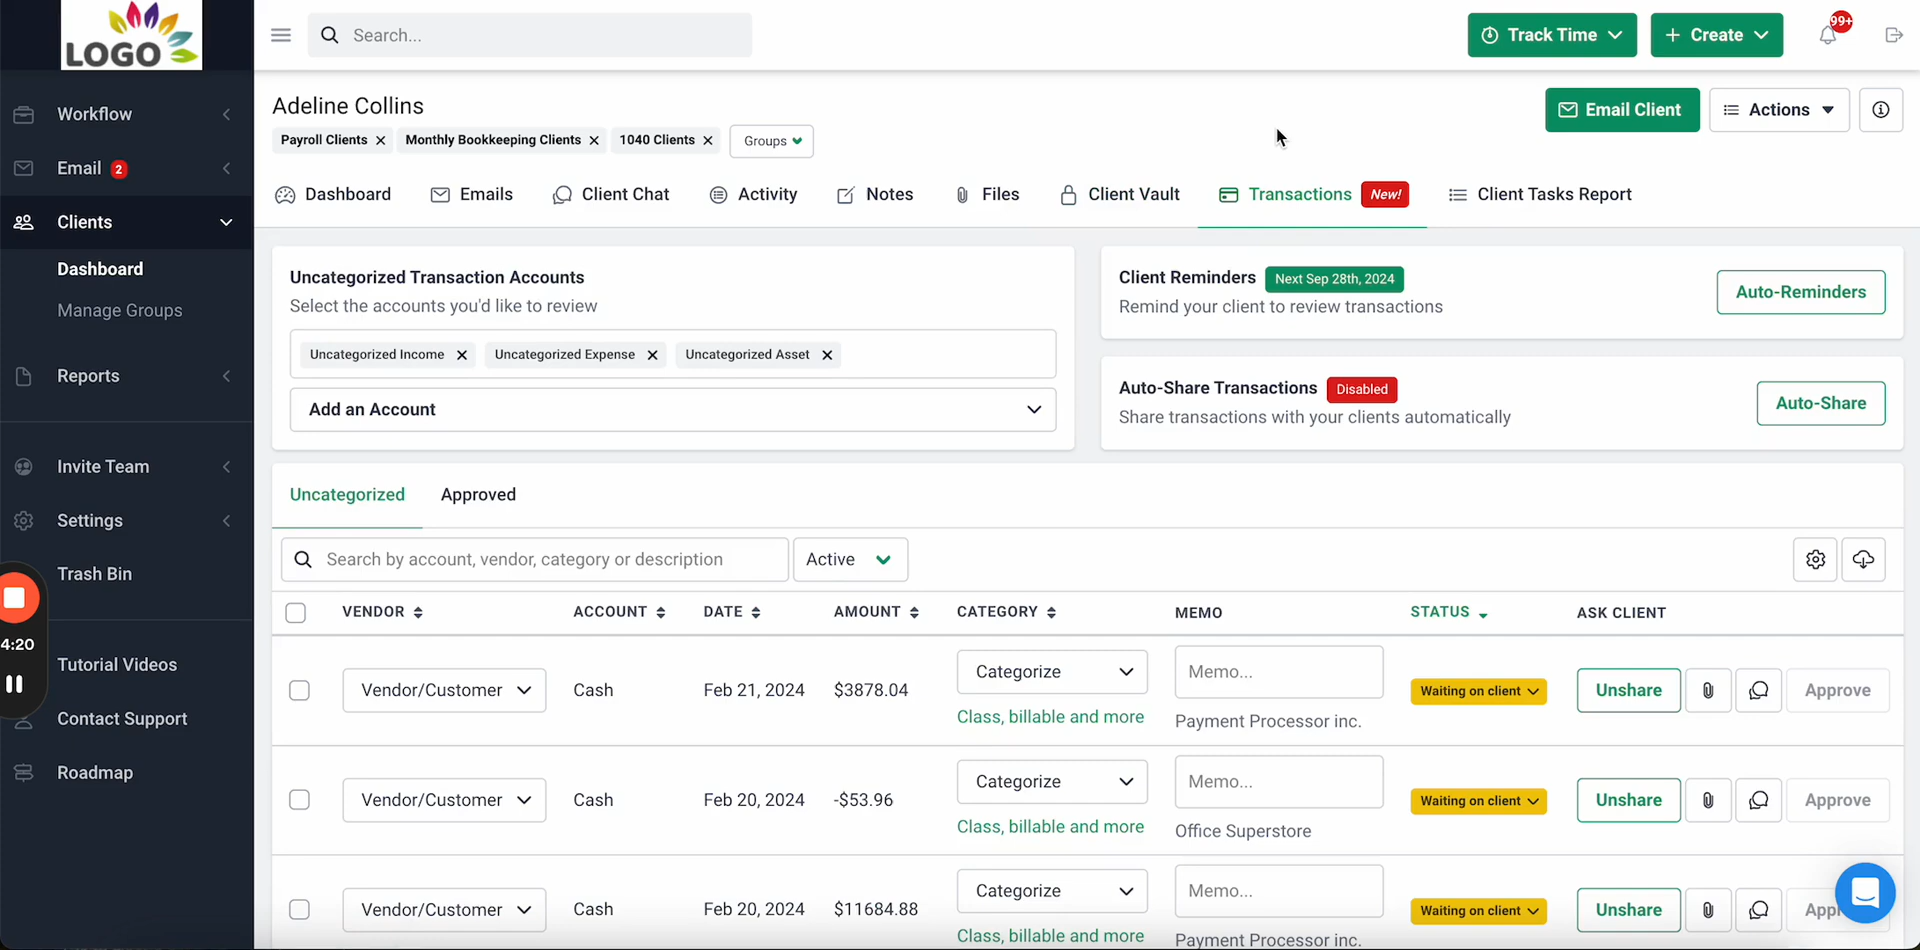 LOGO
Search...
Track Time
+ Create
99+
Workflow
Email 2
Clients
Dashboard
Manage Groups
Reports
Invite Team
Settings
Trash Bin
4:20
Tutorial Videos
Contact Support
Roadmap
Adeline Collins
Email Client
Actions
Payroll Clients
Monthly Bookkeeping Clients
1040 Clients
Groups
Dashboard
Emails
Client Chat
Activity
Notes
Files
Client Vault
Transactions New!
Client Tasks Report
Uncategorized Transaction Accounts
Select the accounts you'd like to review
Uncategorized Income
Uncategorized Expense
Uncategorized Asset
Add an Account
Client Reminders Next Sep 28th, 2024
Remind your client to review transactions
Auto-Reminders
Auto-Share Transactions Disabled
Share transactions with your clients automatically
Auto-Share
Uncategorized Approved
Search by account, vendor, category or description
Active
VENDOR ACCOUNT DATE AMOUNT CATEGORY MEMO STATUS ASK CLIENT
Vendor/Customer Cash Feb 21, 2024 $3878.04 Categorize Memo... Waiting on client Unshare Approve
Class, billable and more Payment Processor inc.
Vendor/Customer Cash Feb 20, 2024 -$53.96 Categorize Memo... Waiting on client Unshare Approve
Class, billable and more Office Superstore
Vendor/Customer Cash Feb 20, 2024 $11684.88 Categorize Memo... Waiting on client Unshare
Class, billable and more Payment Processor inc.